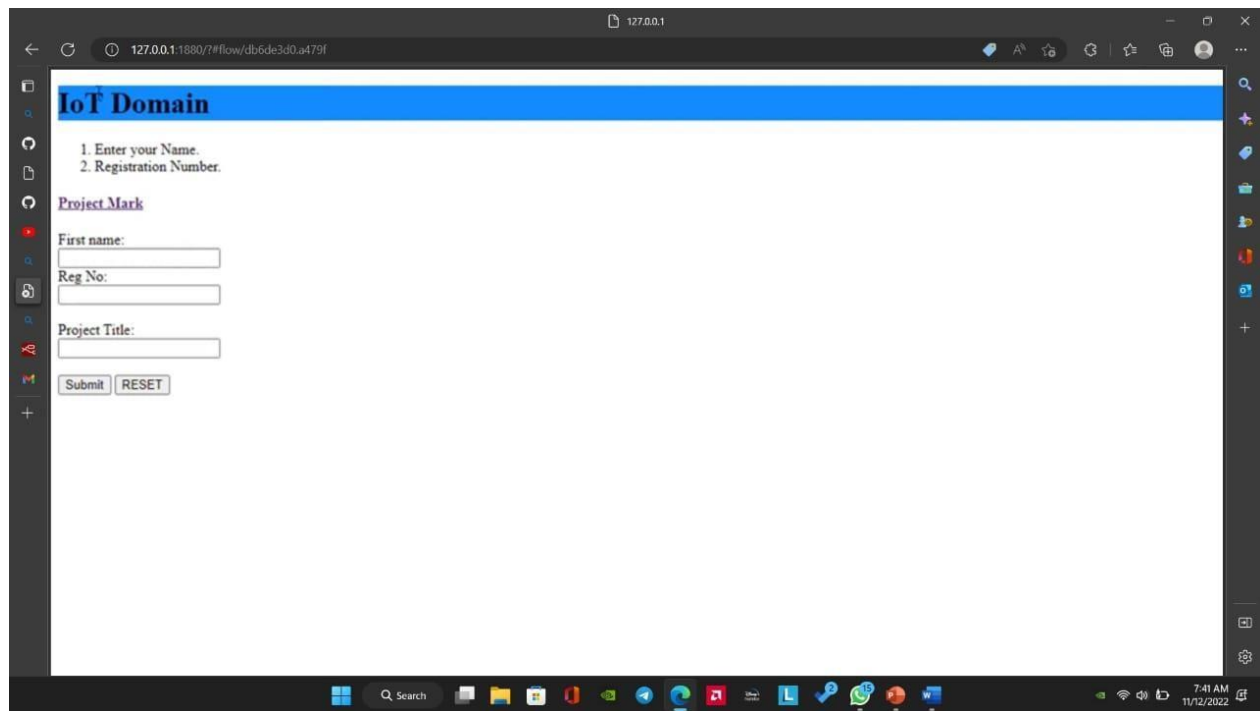 127.0.0.1
127.0.0.1:1880/?#flow/db6de3d0.a479f
IoT Domain
1. Enter your Name.
2. Registration Number.
Project Mark
First name:
Reg No:
Project Title:
Submit RESET
Search
L
2
15
7:41 AM
11/12/2022